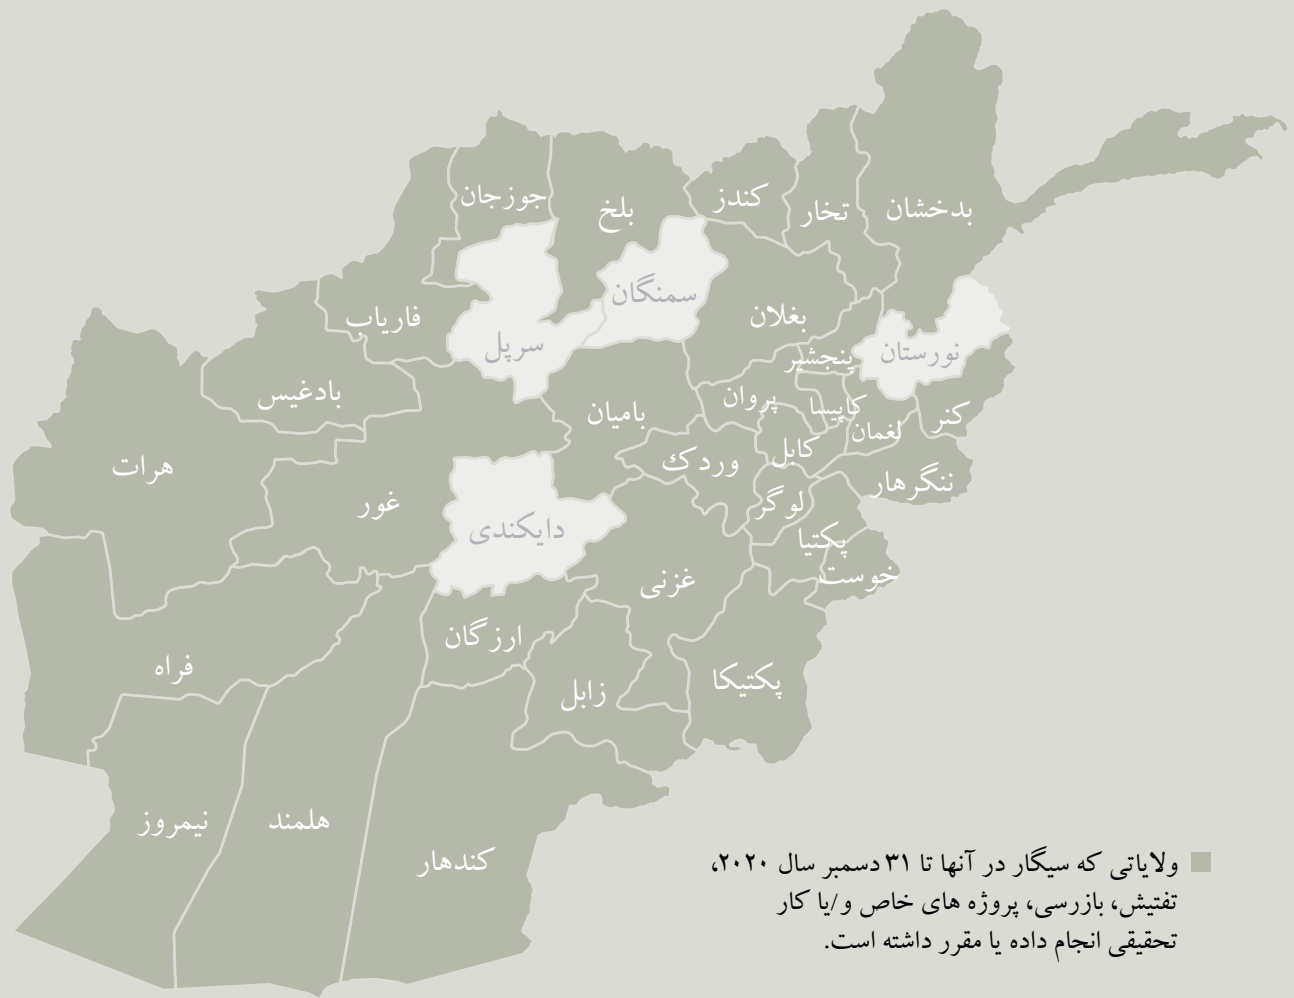 جوزجان
بلخ
کندز
تخار
بدخشان
سمنگان
فاریاب
سرپل
بغلان
پنجشیر
نورستان
بادغیس
بامیان
پروان
کاپیسا
کنر
لغمان
هرات
وردک
کابل
ننگرهار
غور
لوگر
دایکندی
پکتیا
غزنی
خوست
ارزگان
فراه
زابل
پکتیکا
نیمروز
هلمند
کندهار
ولایاتی که سیگار در آنها تا ۳۱ دسمبر سال ۲۰۲۰،
تفتیش، بازرسی، پروژه های خاص و/یا کار
تحقیقی انجام داده یا مقرر داشته است.